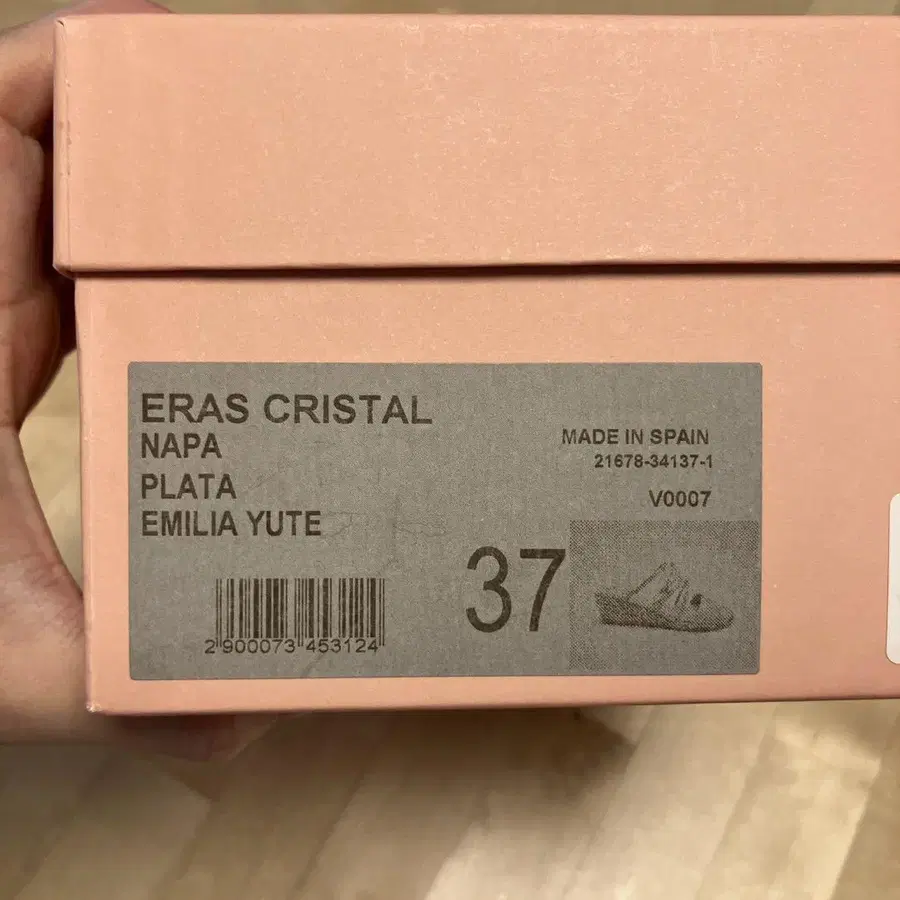 ERAS CRISTAL
NAPA
PLATA
EMILIA YUTE
MADE IN SPAIN
21678-34137-1
V0007
37
2 900073 453124